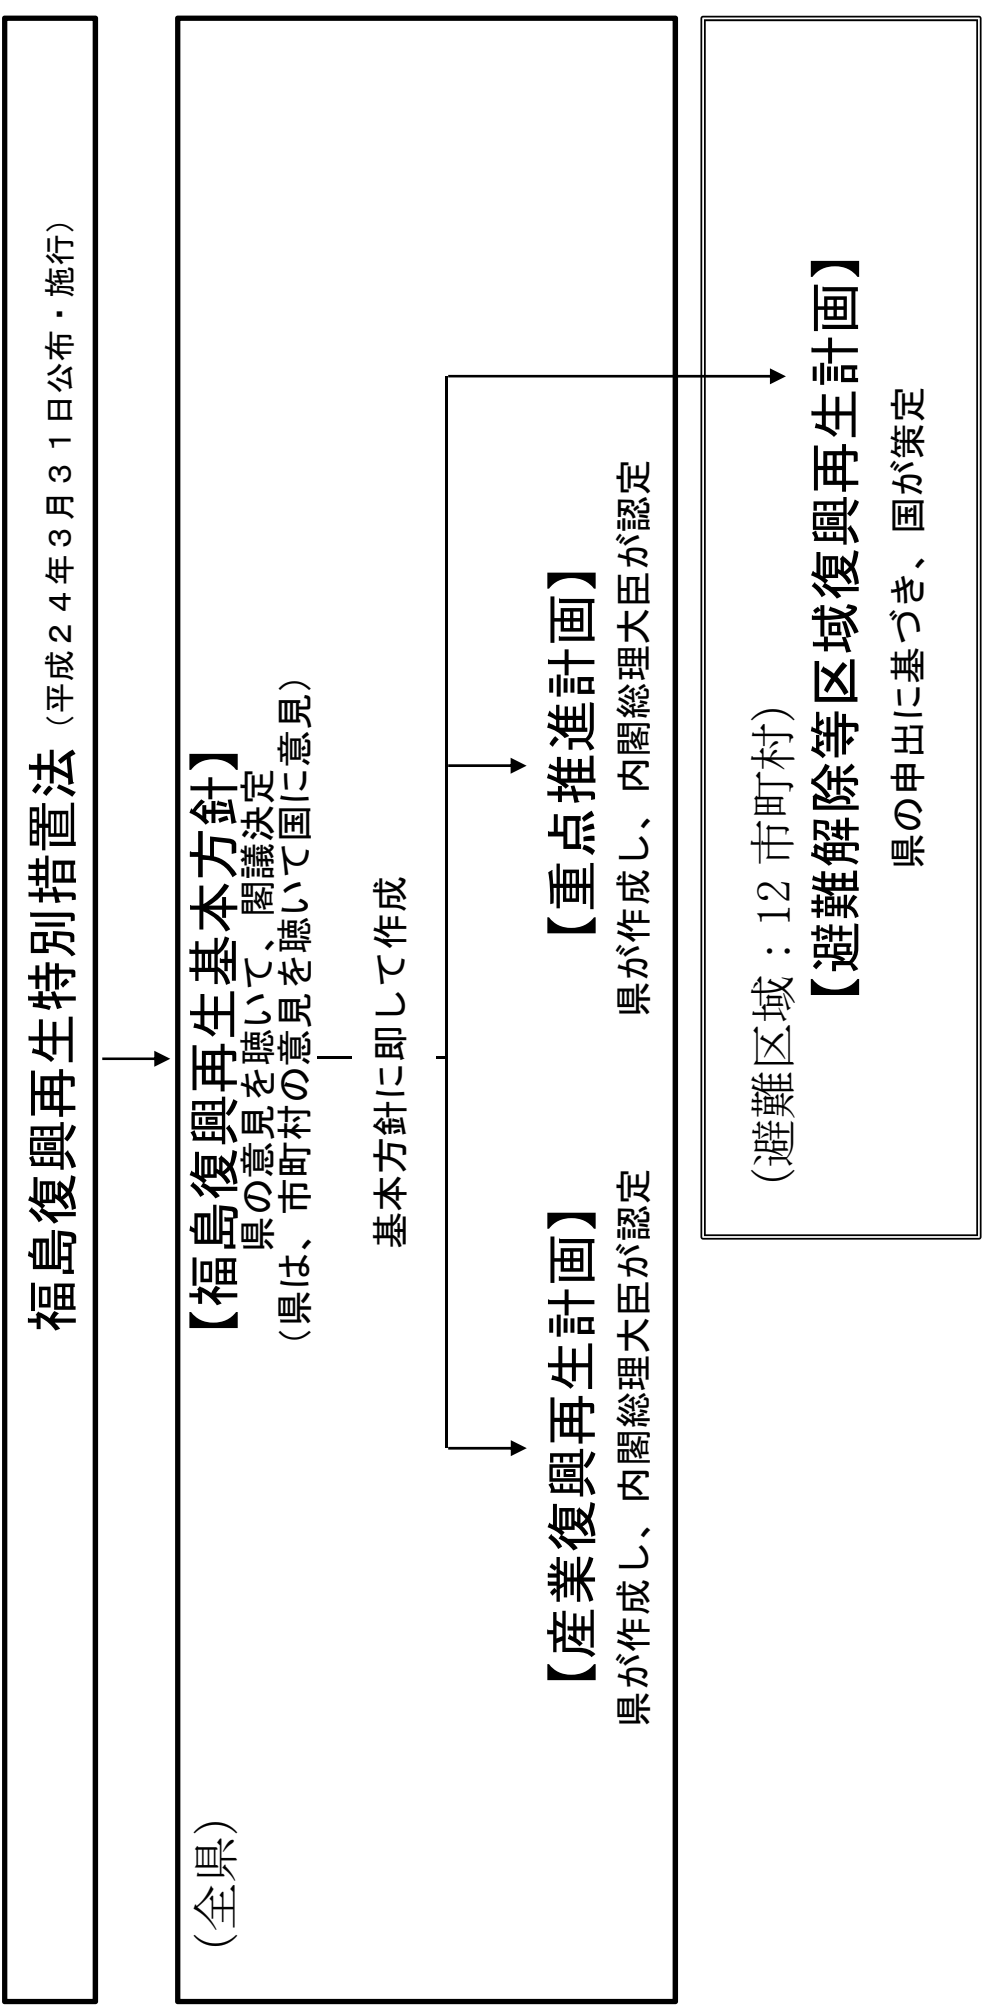 福島復興再生特別措置法（平成２４年３月３１日公布・施行）
（全県）
【福島復興再生基本方針】
県の意見を聴いて、閣議決定
（県は、市町村の意見を聴いて国に意見）
基本方針に即して作成
【産業復興再生計画】
県が作成し、内閣総理大臣が認定
【重点推進計画】
県が作成し、内閣総理大臣が認定
（避難区域：12 市町村）
【避難解除等区域復興再生計画】
県の申出に基づき、国が策定